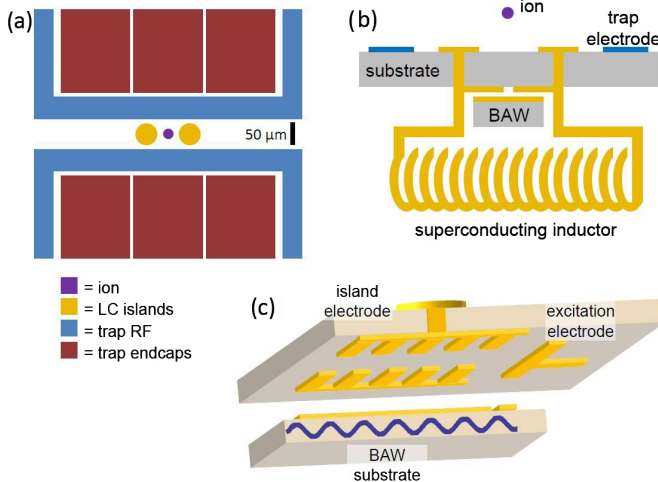 (a)
50 μm
= ion
= LC islands
= trap RF
= trap endcaps
(b)
ion
trap
electrode
substrate
BAW
superconducting inductor
(c)
island
electrode
excitation
electrode
BAW
substrate